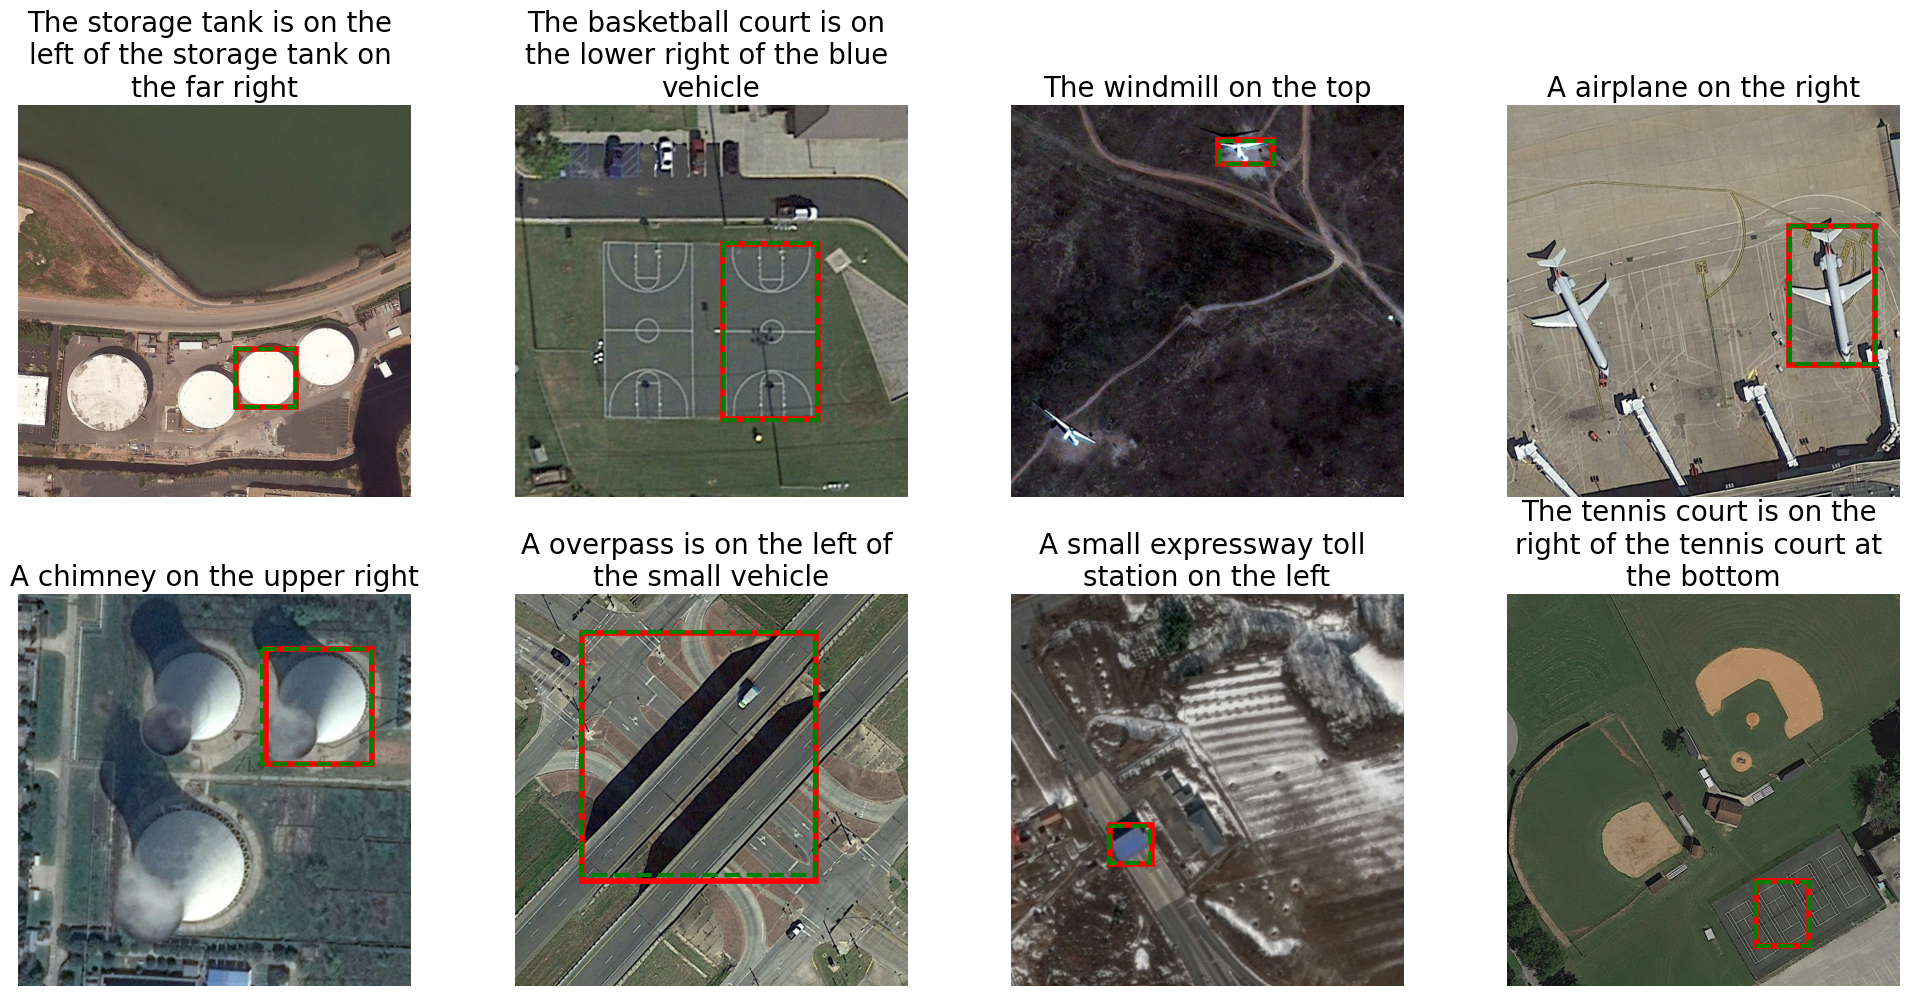 The storage tank is on the
left of the storage tank on
the far right
The basketball court is on
the lower right of the blue
vehicle
The windmill on the top
A airplane on the right
A chimney on the upper right
A overpass is on the left of
the small vehicle
A small expressway toll
station on the left
The tennis court is on the
right of the tennis court at
the bottom